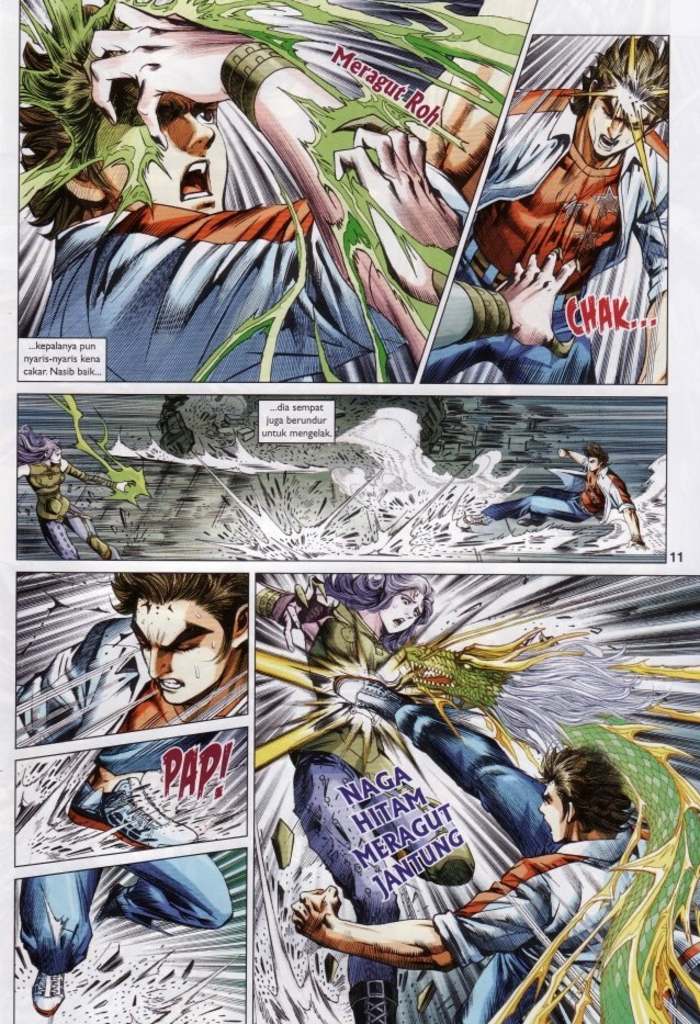 Meragut Roh
CHAK...
...kepalanya pun
nyaris-nyaris kena
cakar. Nasib baik...
...dia sempat
juga berundur
untuk mengelak.
11
PAP!
NAGA
HITAM
MERAGUT
JANTUNG